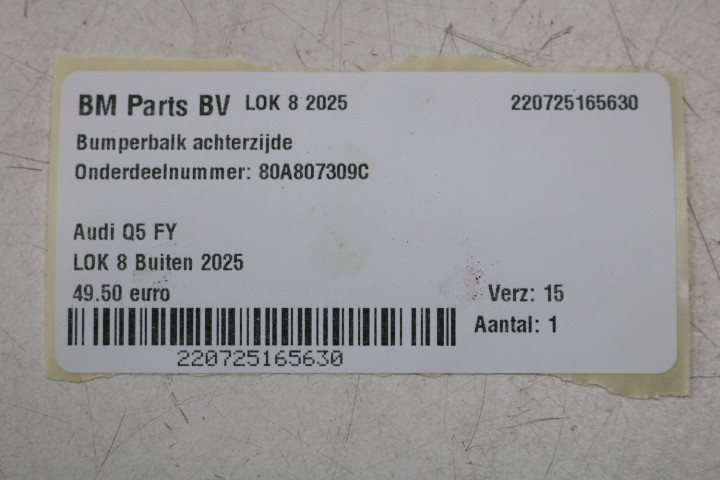 BM Parts BV LOK 8 2025 220725165630
Bumperbalk achterzijde
Onderdeelnummer: 80A807309C
Audi Q5 FY
LOK 8 Buiten 2025
49.50 euro Verz: 15
Aantal: 1
220725165630